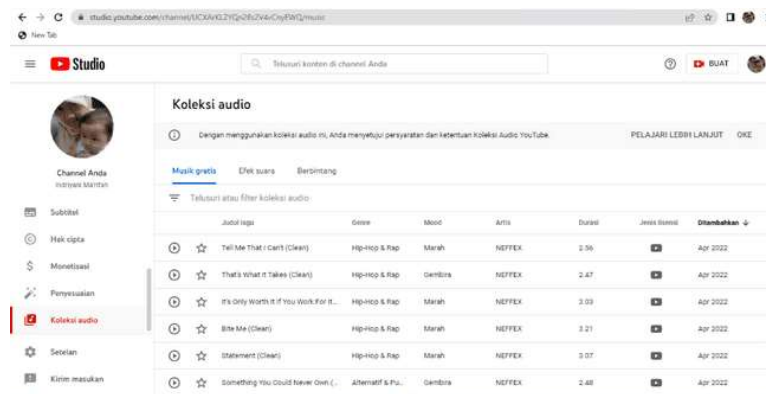 studio.youtube.com/channel/
New Tab
Studio
Telusuri konten di channel Anda
BUAT
Koleksi audio
Dengan menggunakan koleksi audio ini, Anda menyetujui persyaratan dan ketentuan Koleksi Audio YouTube.
PELAJARI LEBIH LANJUT OKE
Channel Anda
Musik gratis Efek suara Berbintang
Telusuri atau filter koleksi audio
Judul lagu Genre Mood Artis Durasi Jenis lisensi Ditambahkan
Subtitel
Hak cipta
Monetisasi
Penyesuaian
Koleksi audio
Setelan
Kirim masukan
Tell Me That I Can't (Clean) Hip-Hop & Rap Marah NEFFEX 2.36 Apr 2022
That's What It Takes (Clean) Hip-Hop & Rap Gembira NEFFEX 2.47 Apr 2022
It's Only Worth It if You Work For It... Hip-Hop & Rap Marah NEFFEX 3.03 Apr 2022
Bite Me (Clean) Hip-Hop & Rap Marah NEFFEX 3.21 Apr 2022
Statement (Clean) Hip-Hop & Rap Marah NEFFEX 3.07 Apr 2022
Something You Could Never Own (... Alternatif & Pu... Gembira NEFFEX 2.48 Apr 2022